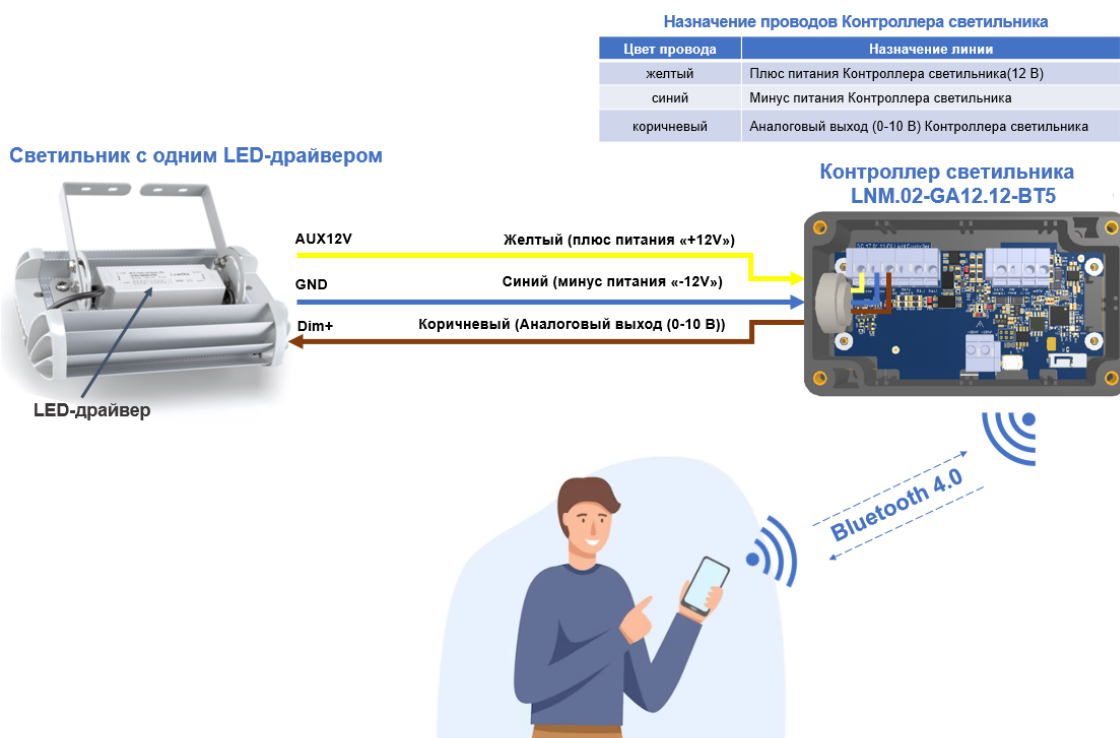 Назначение проводов Контроллера светильника
Цвет провода Назначение линии
желтый Плюс питания Контроллера светильника(12 В)
синий Минус питания Контроллера светильника
коричневый Аналоговый выход (0-10 В) Контроллера светильника
Светильник с одним LED-драйвером
Контроллер светильника
LNM.02-GA12.12-BT5
AUX12V Желтый (плюс питания «+12V»)
GND Синий (минус питания «-12V»)
Dim+ Коричневый (Аналоговый выход (0-10 В))
LED-драйвер
Bluetooth 4.0